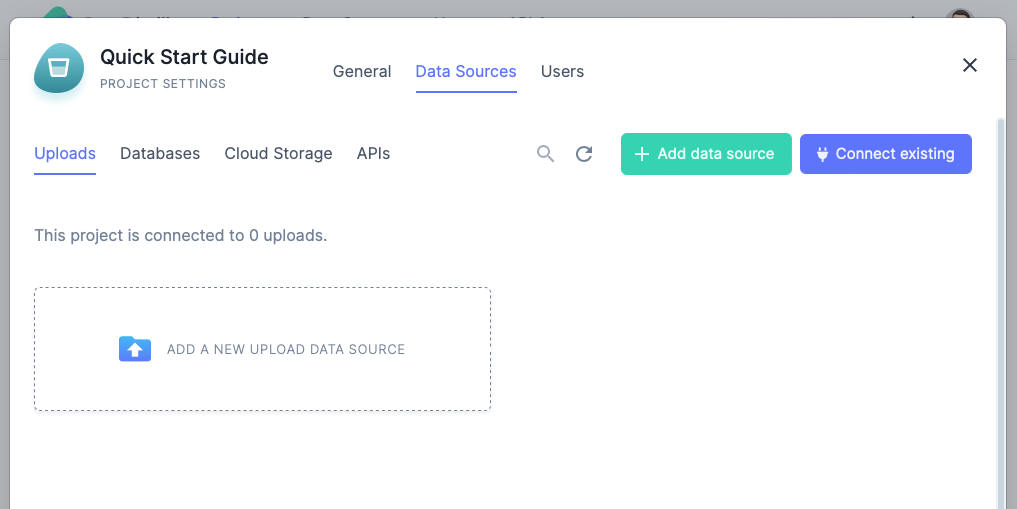 Quick Start Guide
PROJECT SETTINGS
General Data Sources Users
Uploads Databases Cloud Storage APIs
Add data source
Connect existing
This project is connected to 0 uploads.
ADD A NEW UPLOAD DATA SOURCE